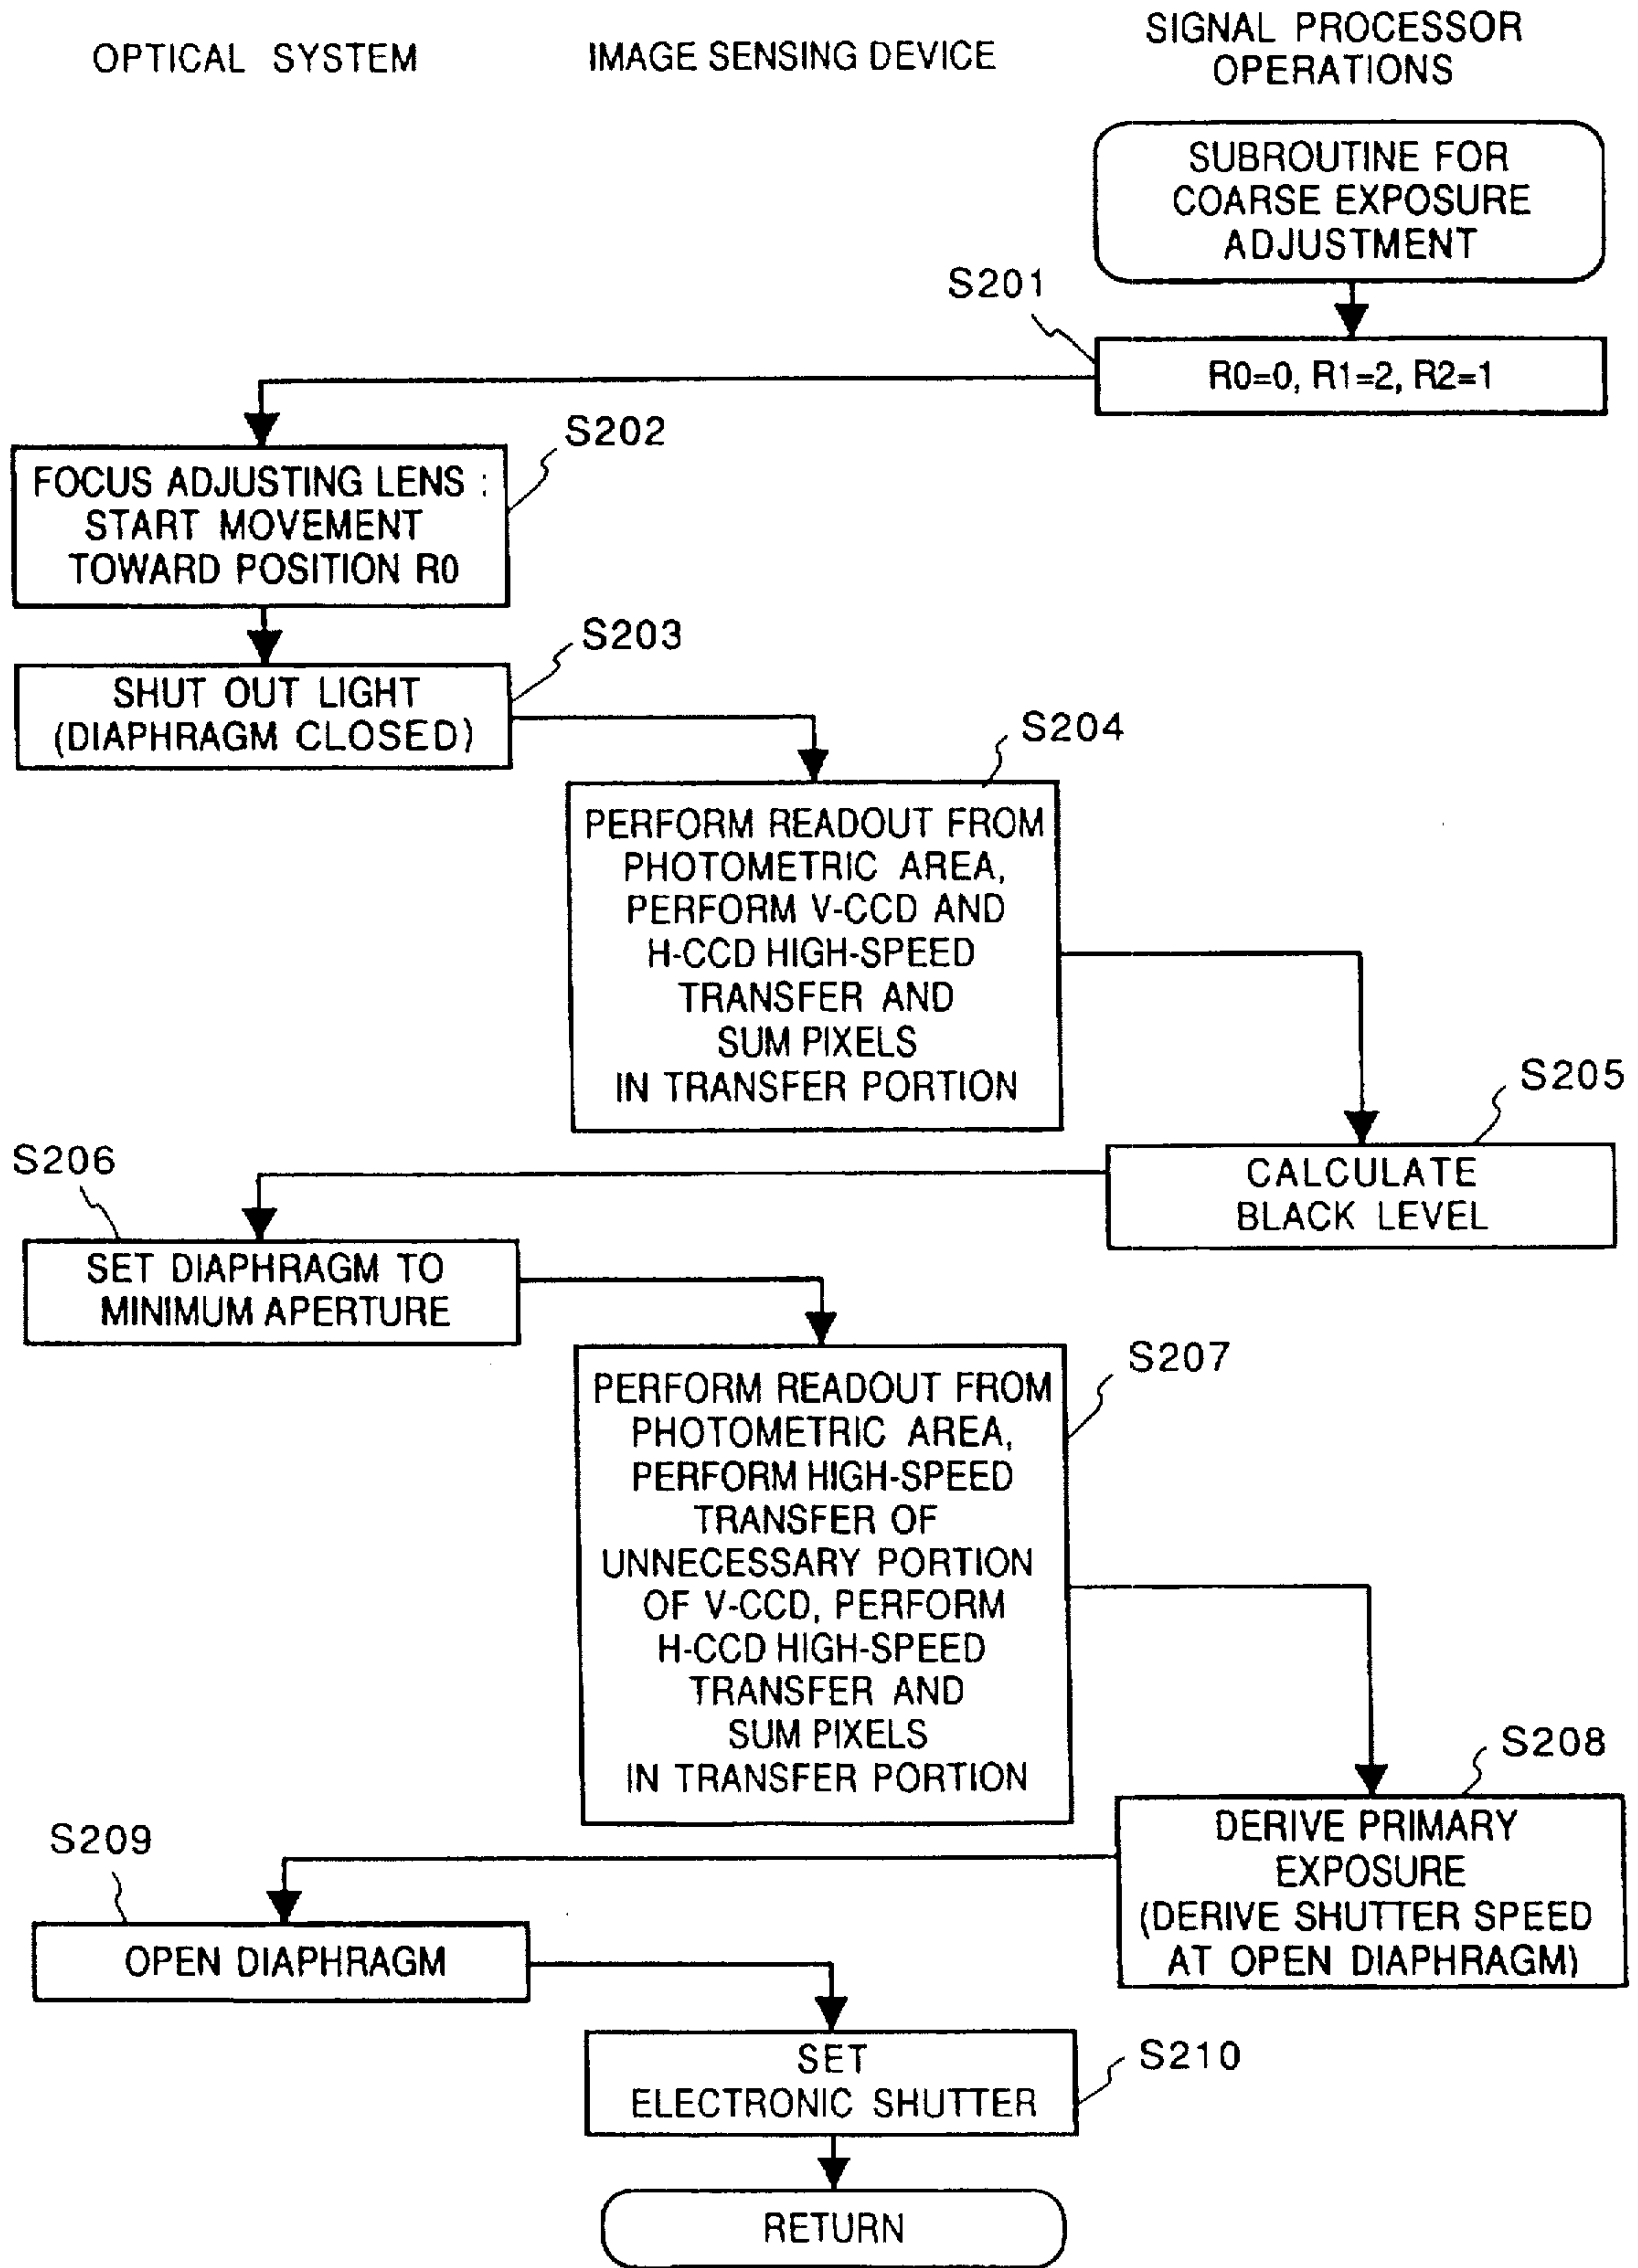 OPTICAL SYSTEM
IMAGE SENSING DEVICE
SIGNAL PROCESSOR
OPERATIONS
SUBROUTINE FOR
COARSE EXPOSURE
ADJUSTMENT
S201
R0=0, R1=2, R2=1
S202
FOCUS ADJUSTING LENS :
START MOVEMENT
TOWARD POSITION R0
S203
SHUT OUT LIGHT
(DIAPHRAGM CLOSED)
S204
PERFORM READOUT FROM
PHOTOMETRIC AREA,
PERFORM V-CCD AND
H-CCD HIGH-SPEED
TRANSFER AND
SUM PIXELS
IN TRANSFER PORTION
S205
CALCULATE
BLACK LEVEL
S206
SET DIAPHRAGM TO
MINIMUM APERTURE
S207
PERFORM READOUT FROM
PHOTOMETRIC AREA,
PERFORM HIGH-SPEED
TRANSFER OF
UNNECESSARY PORTION
OF V-CCD, PERFORM
H-CCD HIGH-SPEED
TRANSFER AND
SUM PIXELS
IN TRANSFER PORTION
S208
DERIVE PRIMARY
EXPOSURE
(DERIVE SHUTTER SPEED
AT OPEN DIAPHRAGM)
S209
OPEN DIAPHRAGM
S210
SET
ELECTRONIC SHUTTER
RETURN